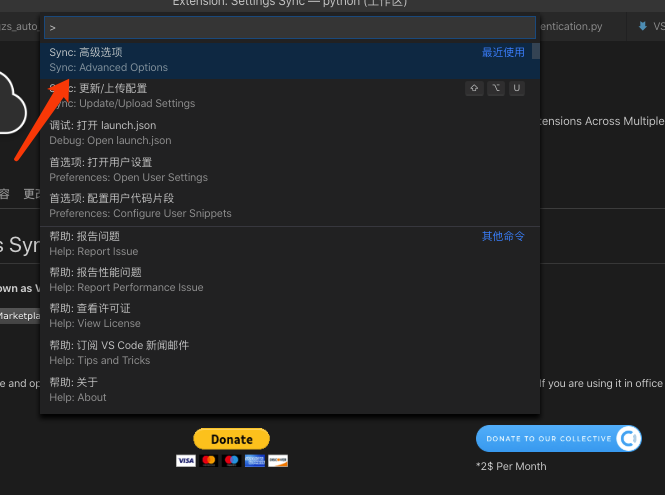 Extension: Settings Sync — python (工作区)
zs_auto_
entication.py
VS
>
Sync: 高级选项
最近使用
Sync: Advanced Options
Sync: 更新/上传配置
⇧ ⌥ U
Sync: Update/Upload Settings
调试: 打开 launch.json
Debug: Open launch.json
tensions Across Multiple
首选项: 打开用户设置
Preferences: Open User Settings
容 更改
首选项: 配置用户代码片段
Preferences: Configure User Snippets
s Syn
帮助: 报告问题
其他命令
Help: Report Issue
帮助: 报告性能问题
Help: Report Performance Issue
own as V
帮助: 查看许可证
Marketpla
Help: View License
帮助: 订阅 VS Code 新闻邮件
Help: Tips and Tricks
e and op
帮助: 关于
If you are using it in office
Help: About
Donate
DONATE TO OUR COLLECTIVE
VISA
*2$ Per Month